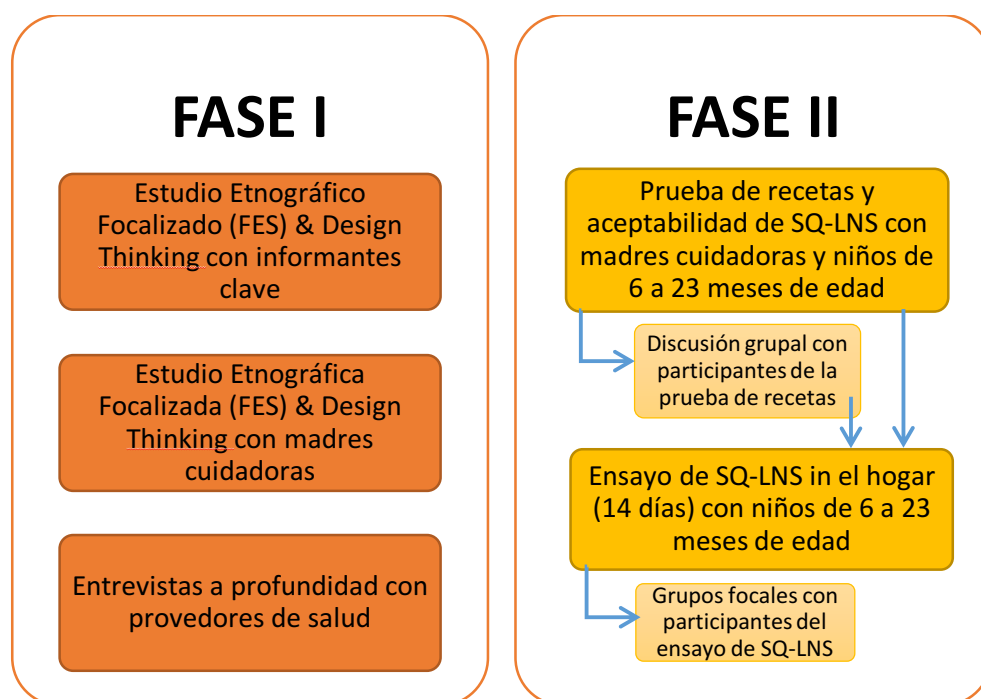 FASE I
Estudio Etnográfico
Focalizado (FES) & Design
Thinking con informantes
clave
Estudio Etnográfica
Focalizada (FES) & Design
Thinking con madres
cuidadoras
Entrevistas a profundidad con
provedores de salud
FASE II
Prueba de recetas y
aceptabilidad de SQ-LNS con
madres cuidadoras y niños de
6 a 23 meses de edad
Discusión grupal con
participantes de la
prueba de recetas
Ensayo de SQ-LNS in el hogar
(14 días) con niños de 6 a 23
meses de edad
Grupos focales con
participantes del
ensayo de SQ-LNS